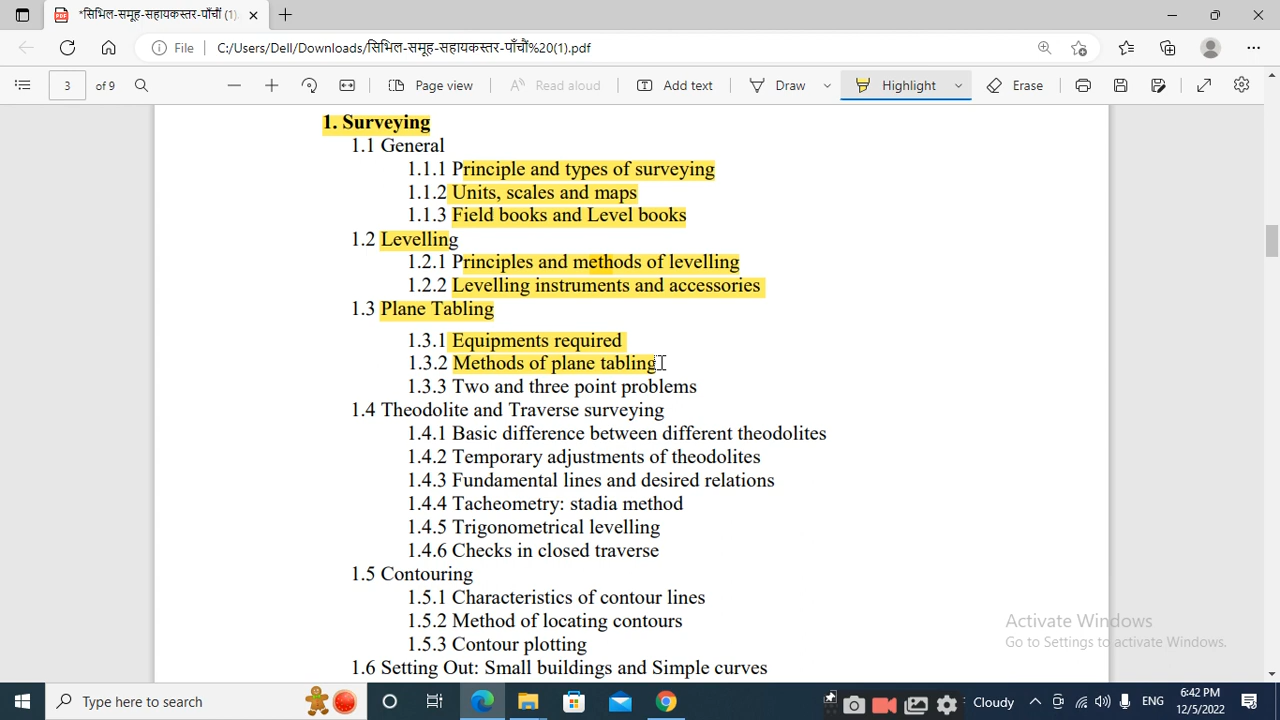 *सिभिल-समूह-सहायकस्तर-पाँचौं (1)
File C:/Users/Dell/Downloads/सिभिल-समूह-सहायकस्तर-पाँचौं%20(1).pdf
3 of 9 Page view Read aloud Add text Draw Highlight Erase
1. Surveying
1.1 General
1.1.1 Principle and types of surveying
1.1.2 Units, scales and maps
1.1.3 Field books and Level books
1.2 Levelling
1.2.1 Principles and methods of levelling
1.2.2 Levelling instruments and accessories
1.3 Plane Tabling
1.3.1 Equipments required
1.3.2 Methods of plane tabling
1.3.3 Two and three point problems
1.4 Theodolite and Traverse surveying
1.4.1 Basic difference between different theodolites
1.4.2 Temporary adjustments of theodolites
1.4.3 Fundamental lines and desired relations
1.4.4 Tacheometry: stadia method
1.4.5 Trigonometrical levelling
1.4.6 Checks in closed traverse
1.5 Contouring
1.5.1 Characteristics of contour lines
1.5.2 Method of locating contours
1.5.3 Contour plotting
1.6 Setting Out: Small buildings and Simple curves
Activate Windows
Go to Settings to activate Windows.
Type here to search Cloudy ENG 6:42 PM
12/5/2022